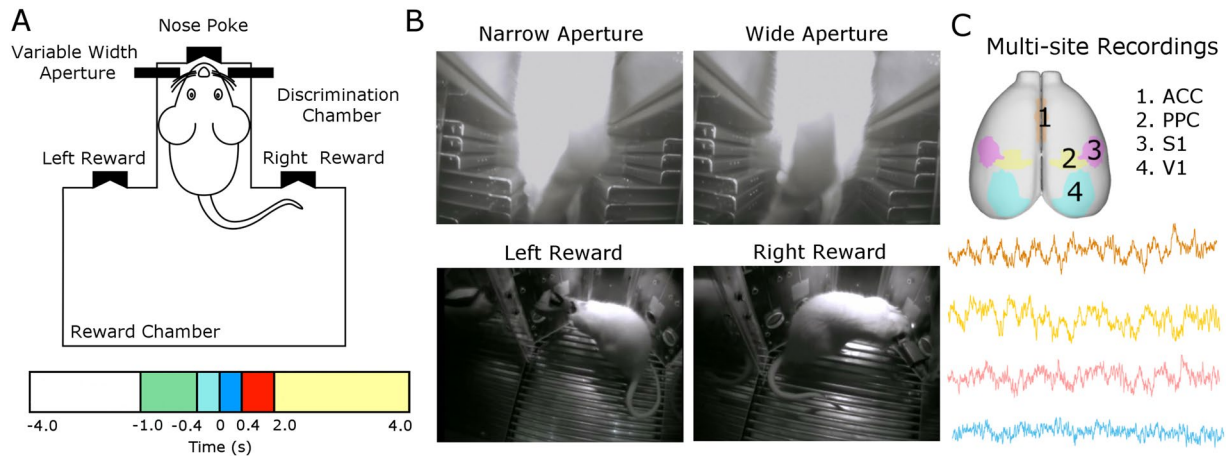 A
Nose Poke
Variable Width
Aperture
Discrimination
Chamber
Left Reward
Right Reward
Reward Chamber
-4.0 -1.0 -0.4 0 0.4 2.0 4.0
Time (s)
B
Narrow Aperture
Wide Aperture
Left Reward
Right Reward
C
Multi-site Recordings
1
2
3
4
1. ACC
2. PPC
3. S1
4. V1